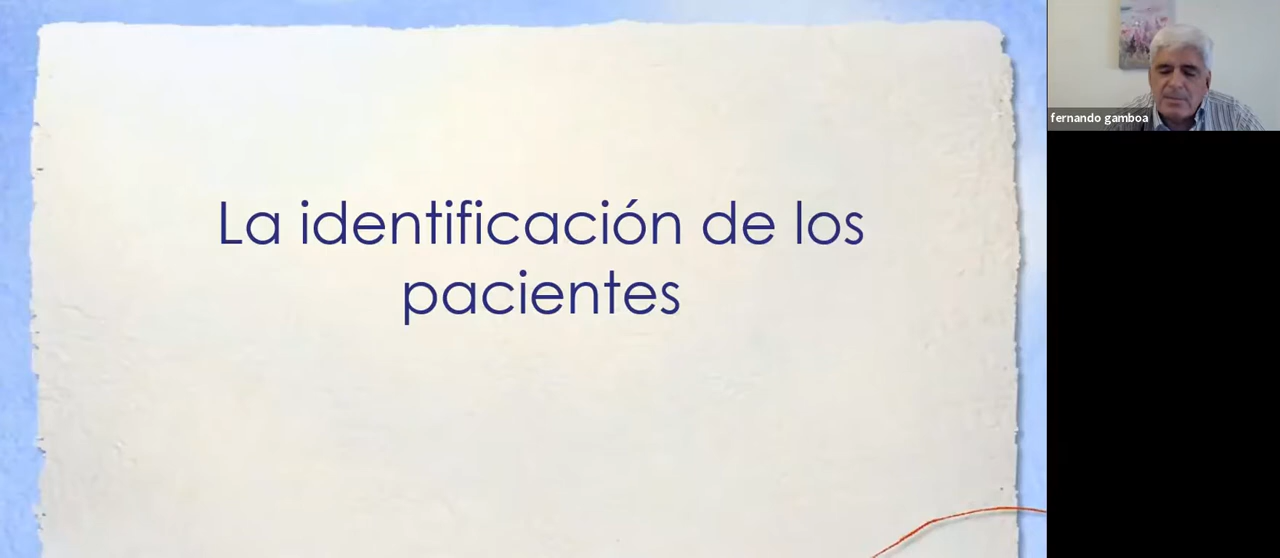 La identificación de los
pacientes
fernando gamboa